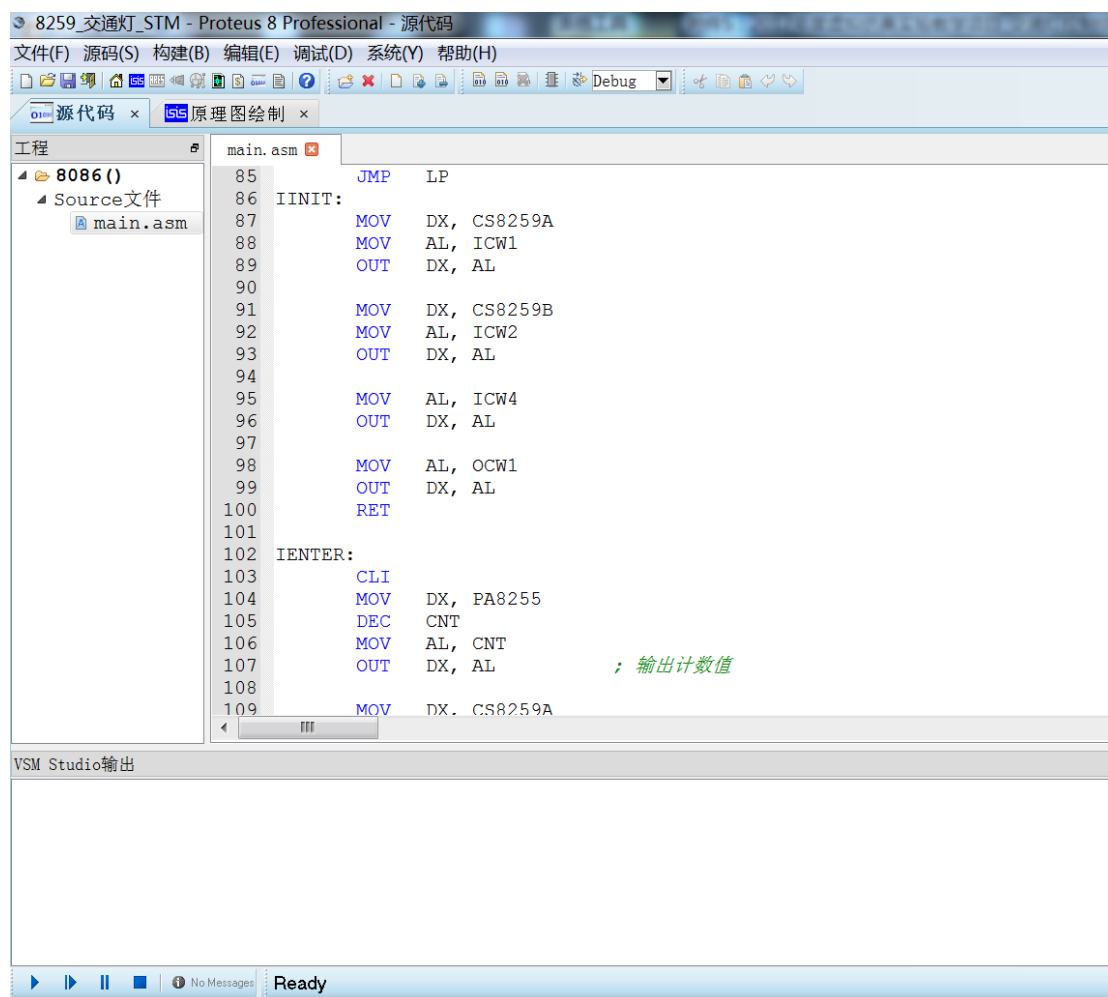 8259_交通灯_STM - Proteus 8 Professional - 源代码
文件(F) 源码(S) 构建(B) 编辑(E) 调试(D) 系统(Y) 帮助(H)
Debug
源代码 × isis 原理图绘制 ×
工程
main.asm
8086()
Source文件
main.asm
85 JMP LP
86 IINIT:
87 MOV DX, CS8259A
88 MOV AL, ICW1
89 OUT DX, AL
90
91 MOV DX, CS8259B
92 MOV AL, ICW2
93 OUT DX, AL
94
95 MOV AL, ICW4
96 OUT DX, AL
97
98 MOV AL, OCW1
99 OUT DX, AL
100 RET
101
102 IENTER:
103 CLI
104 MOV DX, PA8255
105 DEC CNT
106 MOV AL, CNT
107 OUT DX, AL ; 输出计数值
108
109 MOV DX, CS8259A
VSM Studio输出
No Messages Ready